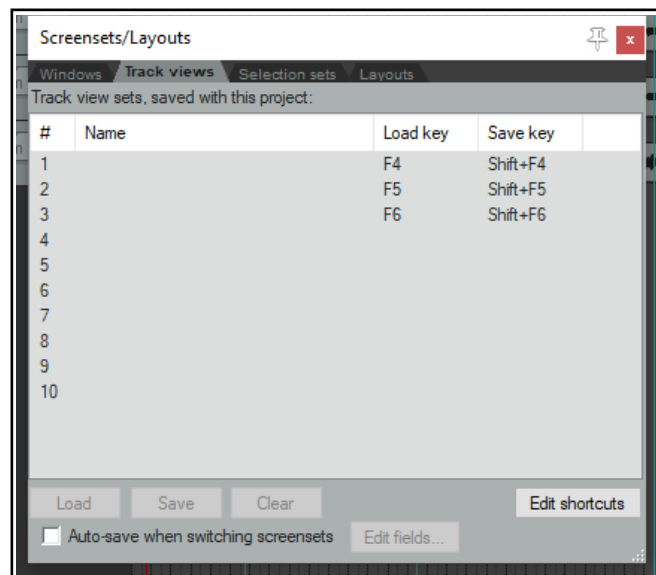 Screensets/Layouts
x
Windows Track views Selection sets Layouts
Track view sets, saved with this project:
# Name Load key Save key
1 F4 Shift+F4
2 F5 Shift+F5
3 F6 Shift+F6
4
5
6
7
8
9
10
Load Save Clear Edit shortcuts
Auto-save when switching screensets Edit fields...